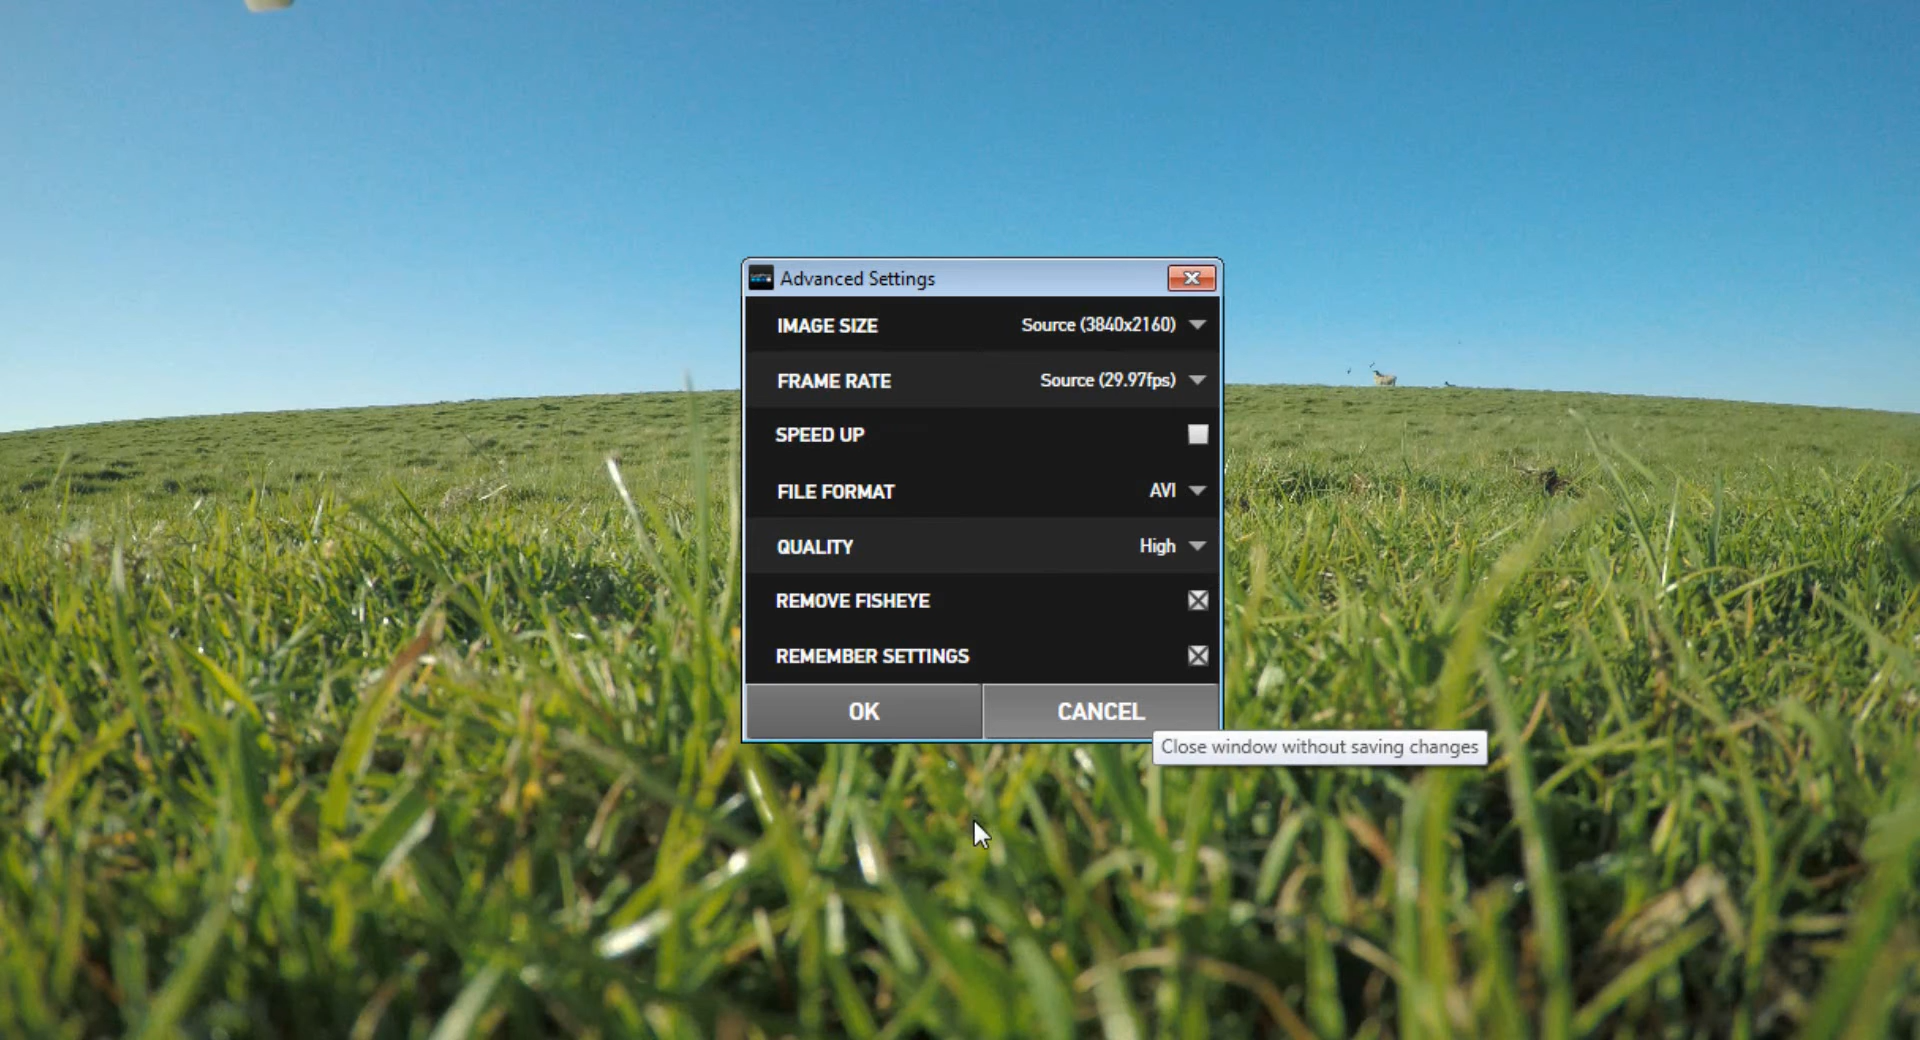 Advanced Settings
IMAGE SIZE Source (3840x2160)
FRAME RATE Source (29.97fps)
SPEED UP
FILE FORMAT AVI
QUALITY High
REMOVE FISHEYE
REMEMBER SETTINGS
OK CANCEL
Close window without saving changes